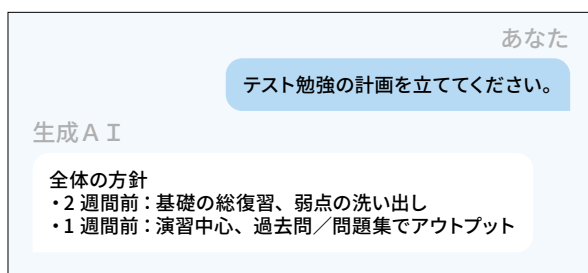 あなた
テスト勉強の計画を立ててください。
生成ＡＩ
全体の方針
・２週間前：基礎の総復習、弱点の洗い出し
・１週間前：演習中心、過去問／問題集でアウトプット